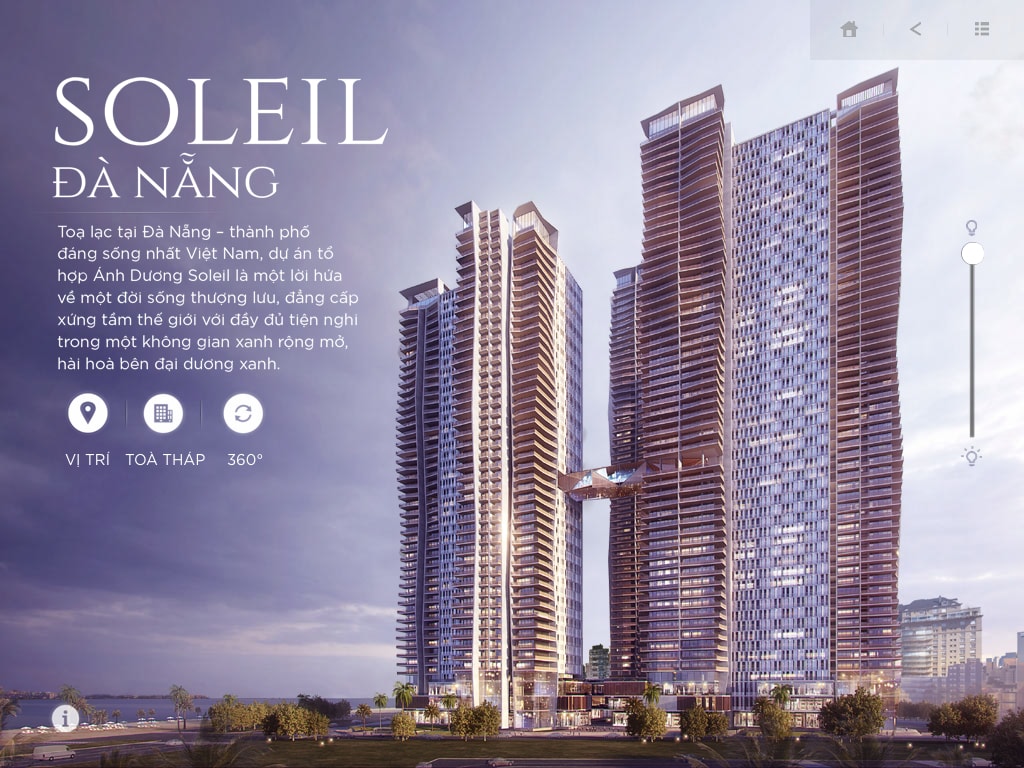 SOLEIL
ĐÀ NẴNG
Toạ lạc tại Đà Nẵng – thành phố
đáng sống nhất Việt Nam, dự án tổ
hợp Ánh Dương Soleil là một lời hứa
về một đời sống thượng lưu, đẳng cấp
xứng tầm thế giới với đầy đủ tiện nghi
trong một không gian xanh rộng mở,
hài hoà bên đại dương xanh.
VỊ TRÍ TOÀ THÁP 360°